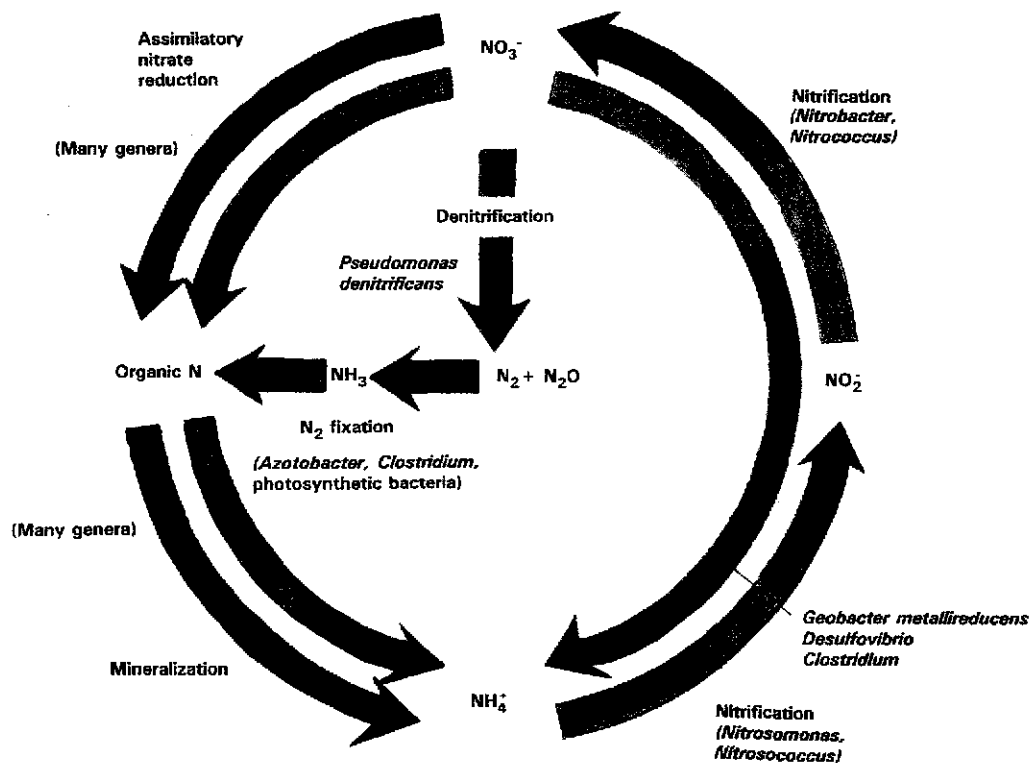 Assimilatory
nitrate
reduction
(Many genera)
NO₃⁻
Nitrification
(Nitrobacter,
Nitrococcus)
Denitrification
Pseudomonas
denitrificans
Organic N
NH₃
N₂ + N₂O
NO₂⁻
N₂ fixation
(Azotobacter, Clostridium,
photosynthetic bacteria)
(Many genera)
Mineralization
NH₄⁺
Geobacter metallireducens
Desulfovibrio
Clostridium
Nitrification
(Nitrosomonas,
Nitrosococcus)